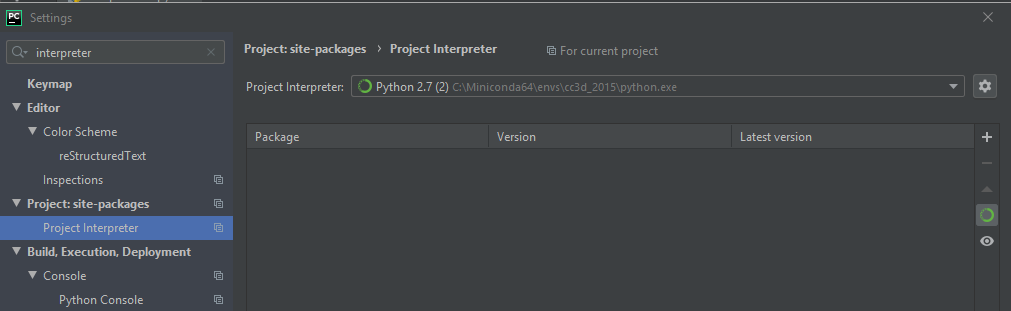 PC Settings
interpreter
Project: site-packages › Project Interpreter For current project
Keymap
Editor
Color Scheme
reStructuredText
Inspections
Project: site-packages
Project Interpreter
Build, Execution, Deployment
Console
Python Console
Project Interpreter: Python 2.7 (2) C:\Miniconda64\envs\cc3d_2015\python.exe
Package Version Latest version